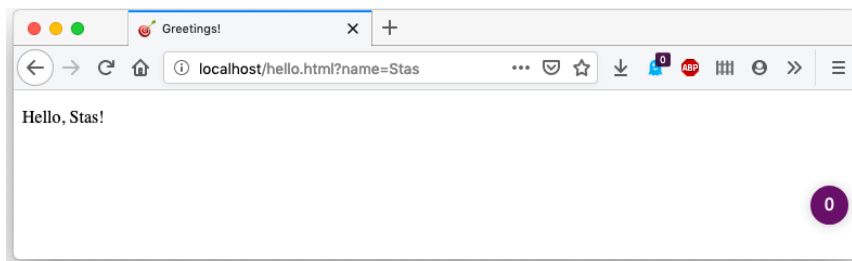 Greetings!
localhost/hello.html?name=Stas
0
ABP
Hello, Stas!
0